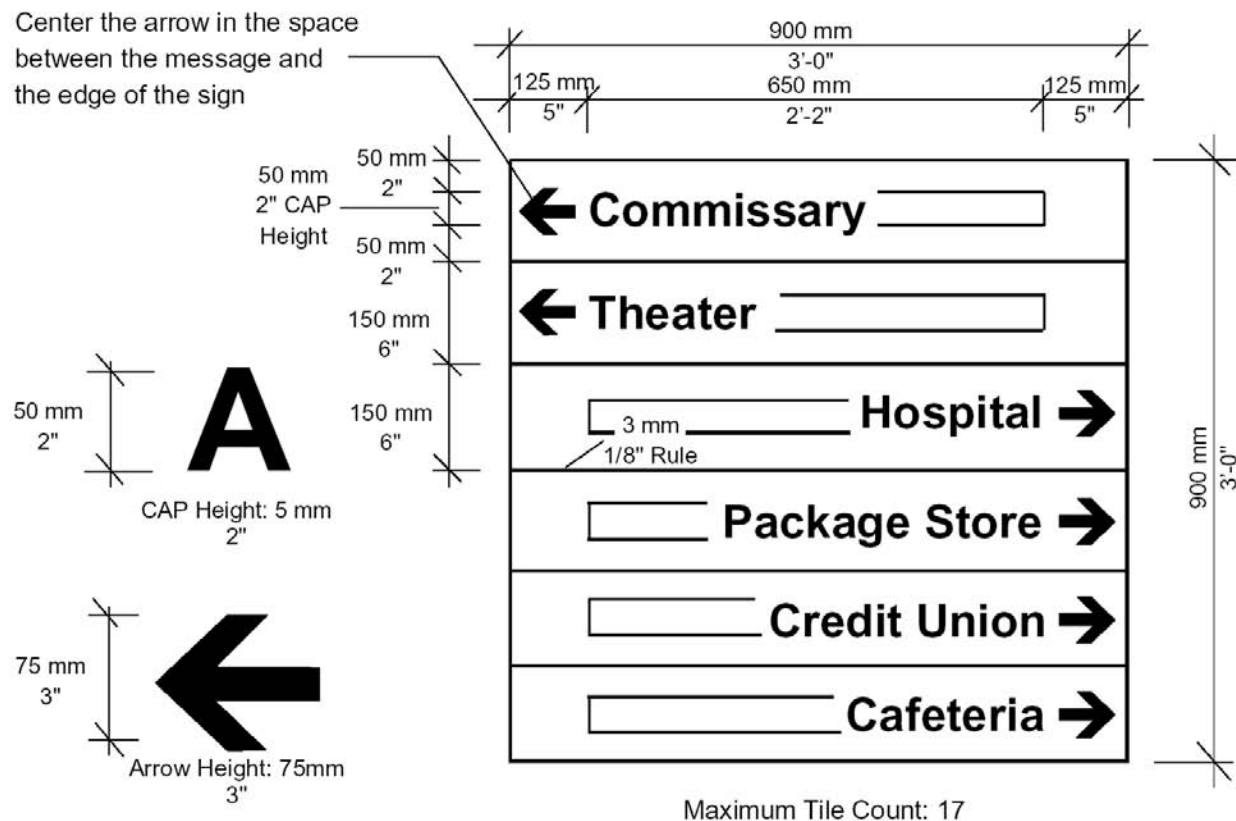 Center the arrow in the space
between the message and
the edge of the sign
900 mm
3'-0"
125 mm
5"
650 mm
2'-2"
125 mm
5"
50 mm
2"
50 mm
2" CAP
Height
50 mm
2"
150 mm
6"
150 mm
6"
Commissary
Theater
Hospital
3 mm
1/8" Rule
Package Store
Credit Union
Cafeteria
900 mm
3'-0"
50 mm
2"
A
CAP Height: 5 mm
2"
75 mm
3"
Arrow Height: 75mm
3"
Maximum Tile Count: 17